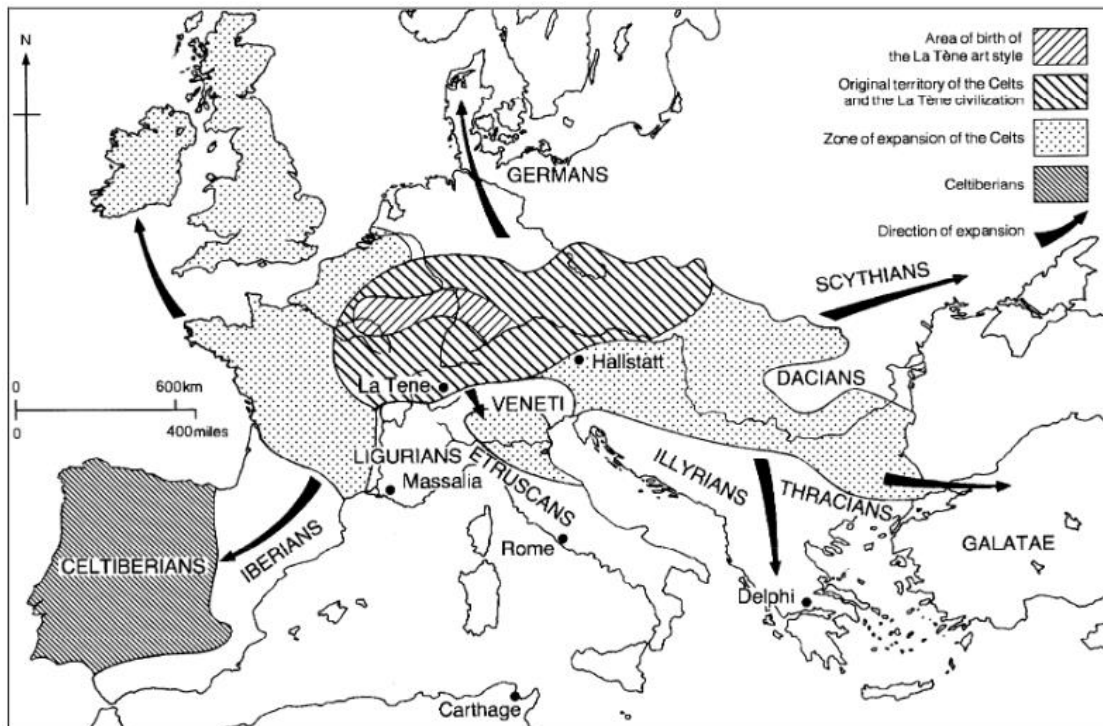 N
Area of birth of
the La Tène art style
Original territory of the Celts
and the La Tène civilization
Zone of expansion of the Celts
Celtiberians
Direction of expansion
GERMANS
SCYTHIANS
Hallstatt
La Tene
DACIANS
VENETI
0
600km
0
400miles
LIGURIANS
Massalia
ETRUSCANS
ILLYRIANS
THRACIANS
CELTIBERIANS
IBERIANS
Rome
GALATAE
Delphi
Carthage